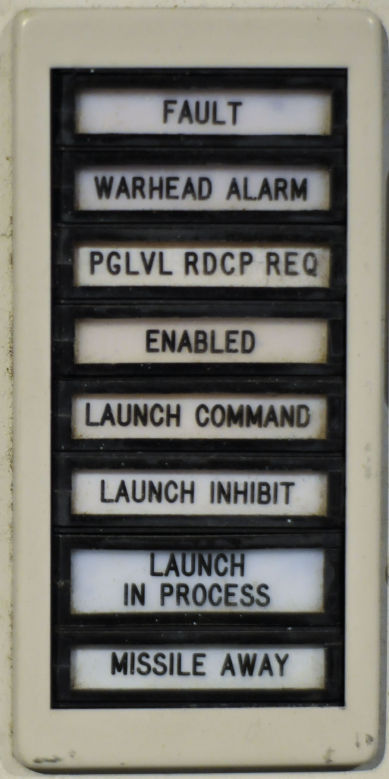 FAULT
WARHEAD ALARM
PGLVL RDCP REQ
ENABLED
LAUNCH COMMAND
LAUNCH INHIBIT
LAUNCH
IN PROCESS
MISSILE AWAY